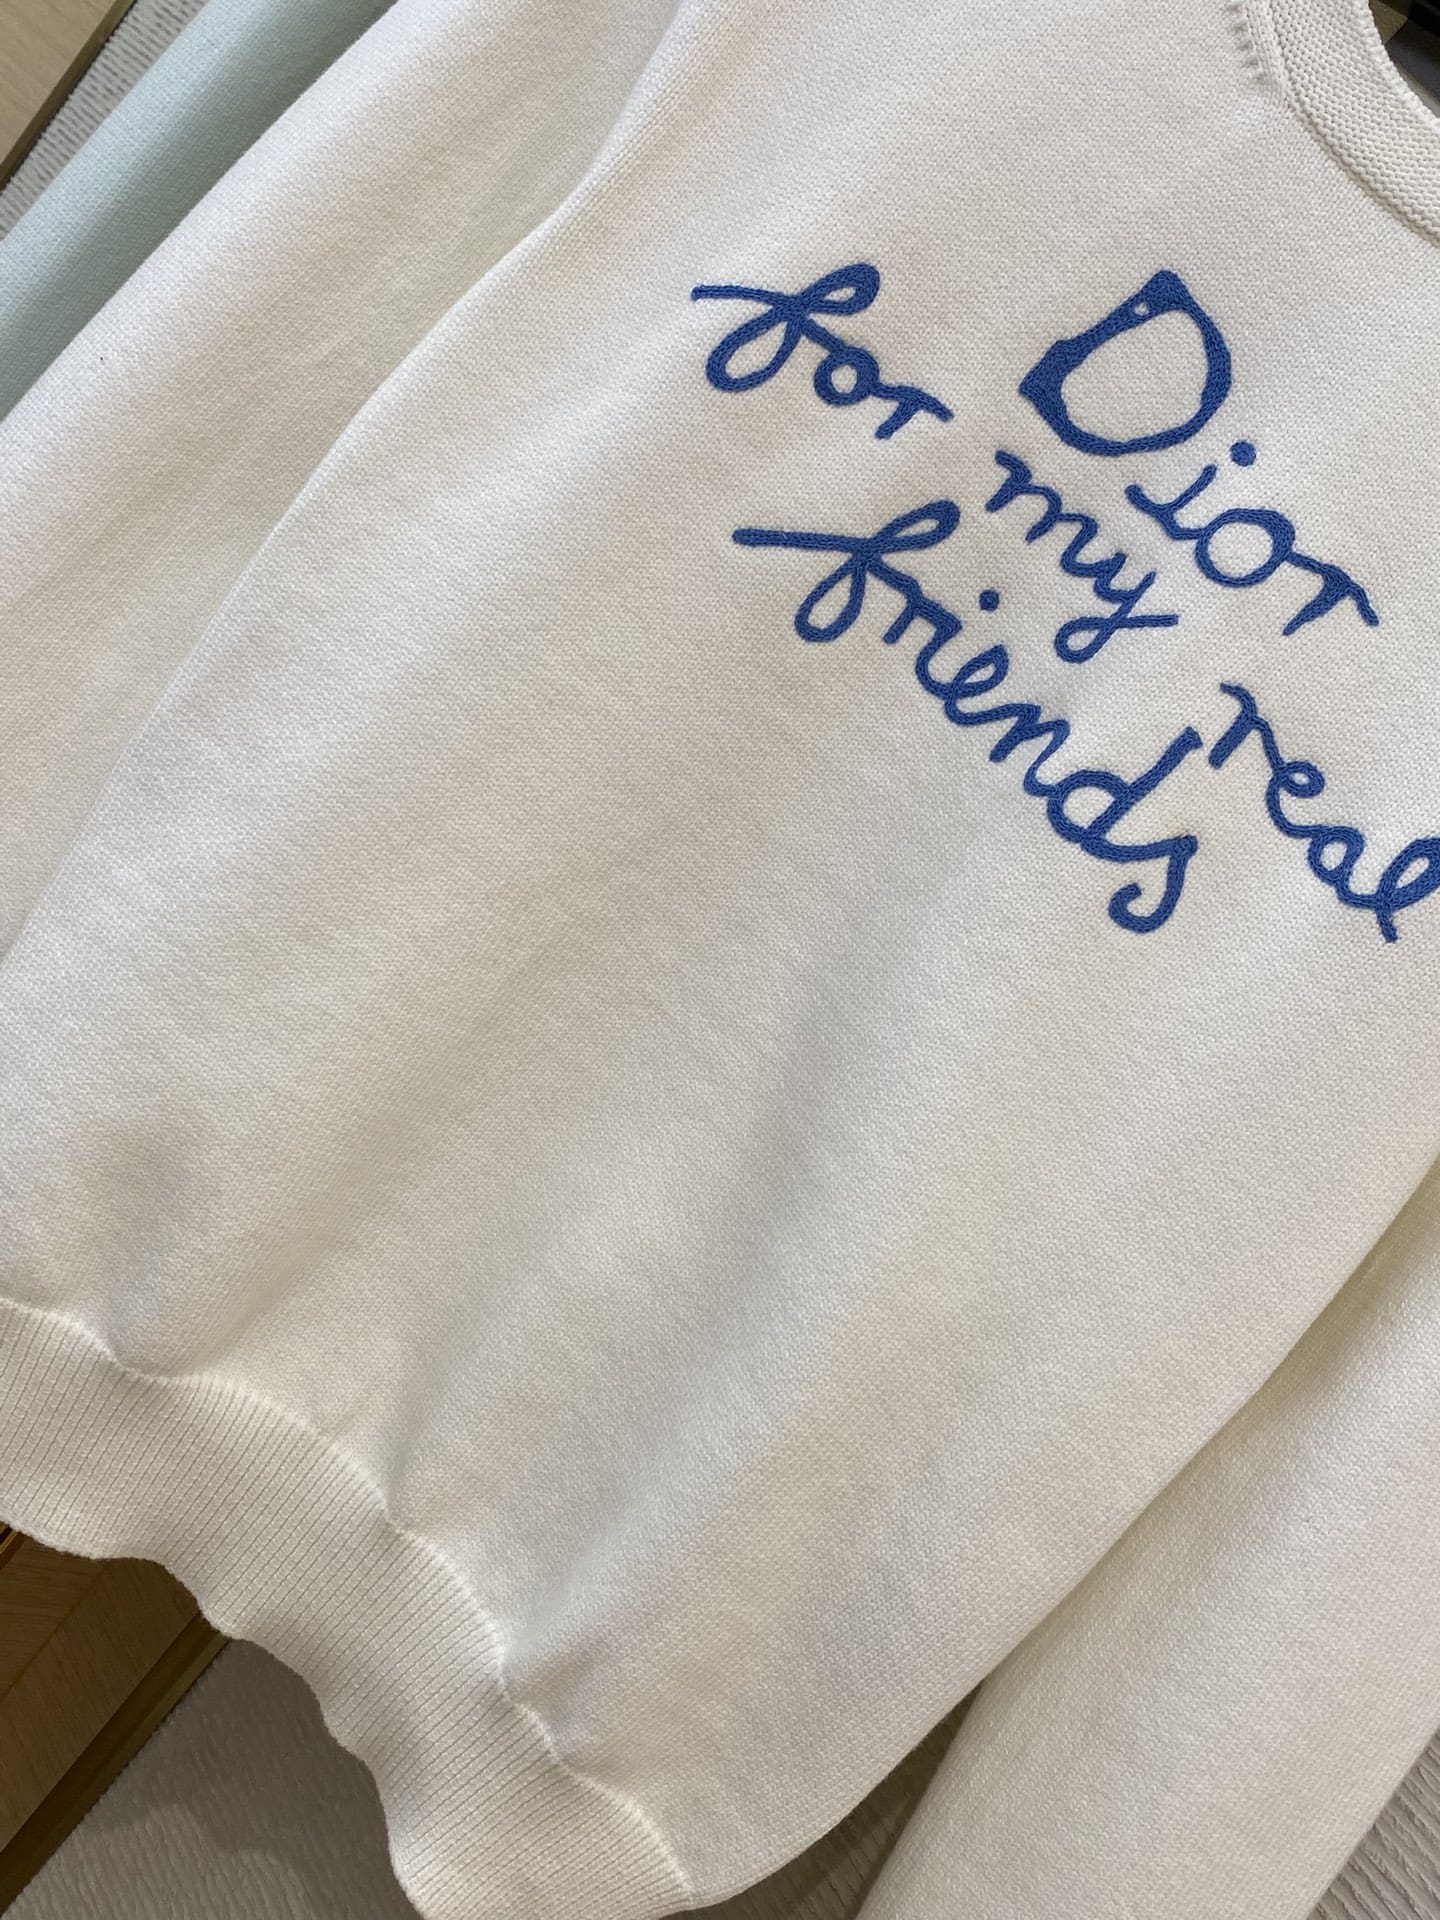 Dior
for my real
friends